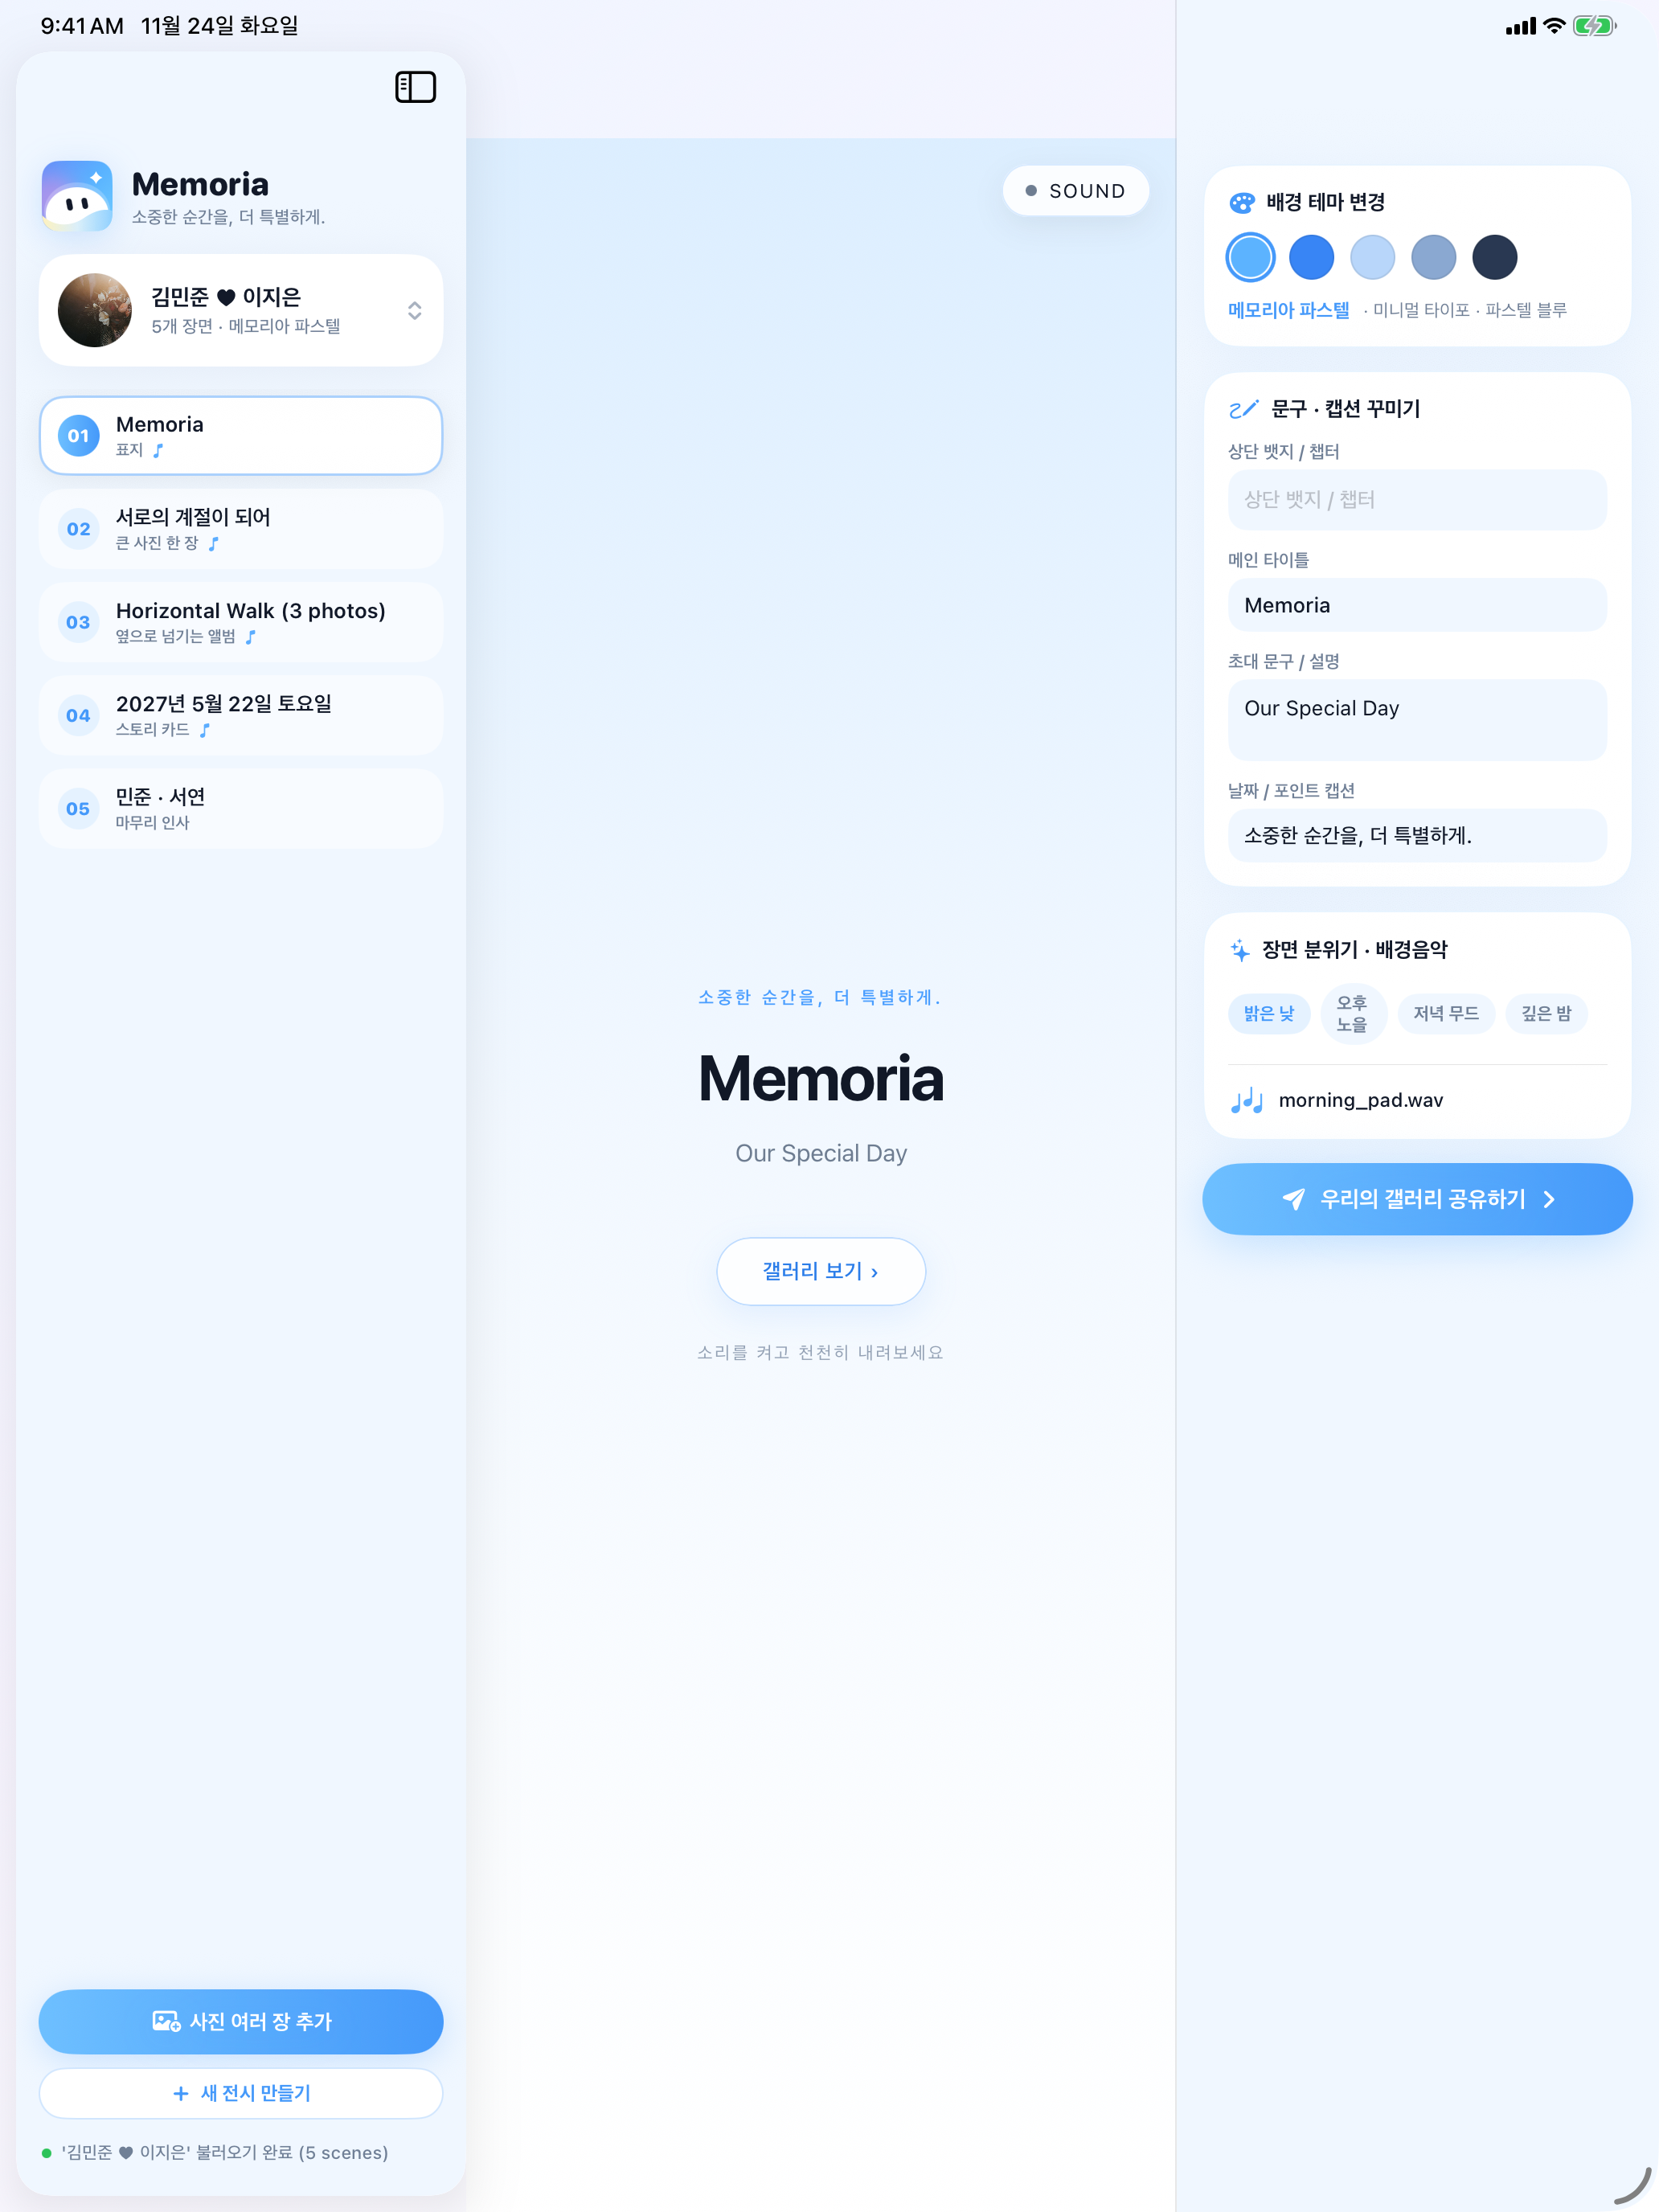 9:41 AM 11월 24일 화요일
Memoria
소중한 순간을, 더 특별하게.
김민준 ♥ 이지은
5개 장면 · 메모리아 파스텔
01
Memoria
표지
02
서로의 계절이 되어
큰 사진 한 장
03
Horizontal Walk (3 photos)
옆으로 넘기는 앨범
04
2027년 5월 22일 토요일
스토리 카드
05
민준 · 서연
마무리 인사
사진 여러 장 추가
+ 새 전시 만들기
'김민준 ♥ 이지은' 불러오기 완료 (5 scenes)
SOUND
소중한 순간을, 더 특별하게.
Memoria
Our Special Day
갤러리 보기 ›
소리를 켜고 천천히 내려보세요
배경 테마 변경
메모리아 파스텔 · 미니멀 타이포 · 파스텔 블루
문구 · 캡션 꾸미기
상단 뱃지 / 챕터
상단 뱃지 / 챕터
메인 타이틀
Memoria
초대 문구 / 설명
Our Special Day
날짜 / 포인트 캡션
소중한 순간을, 더 특별하게.
장면 분위기 · 배경음악
밝은 낮
오후
노을
저녁 무드
깊은 밤
morning_pad.wav
우리의 갤러리 공유하기